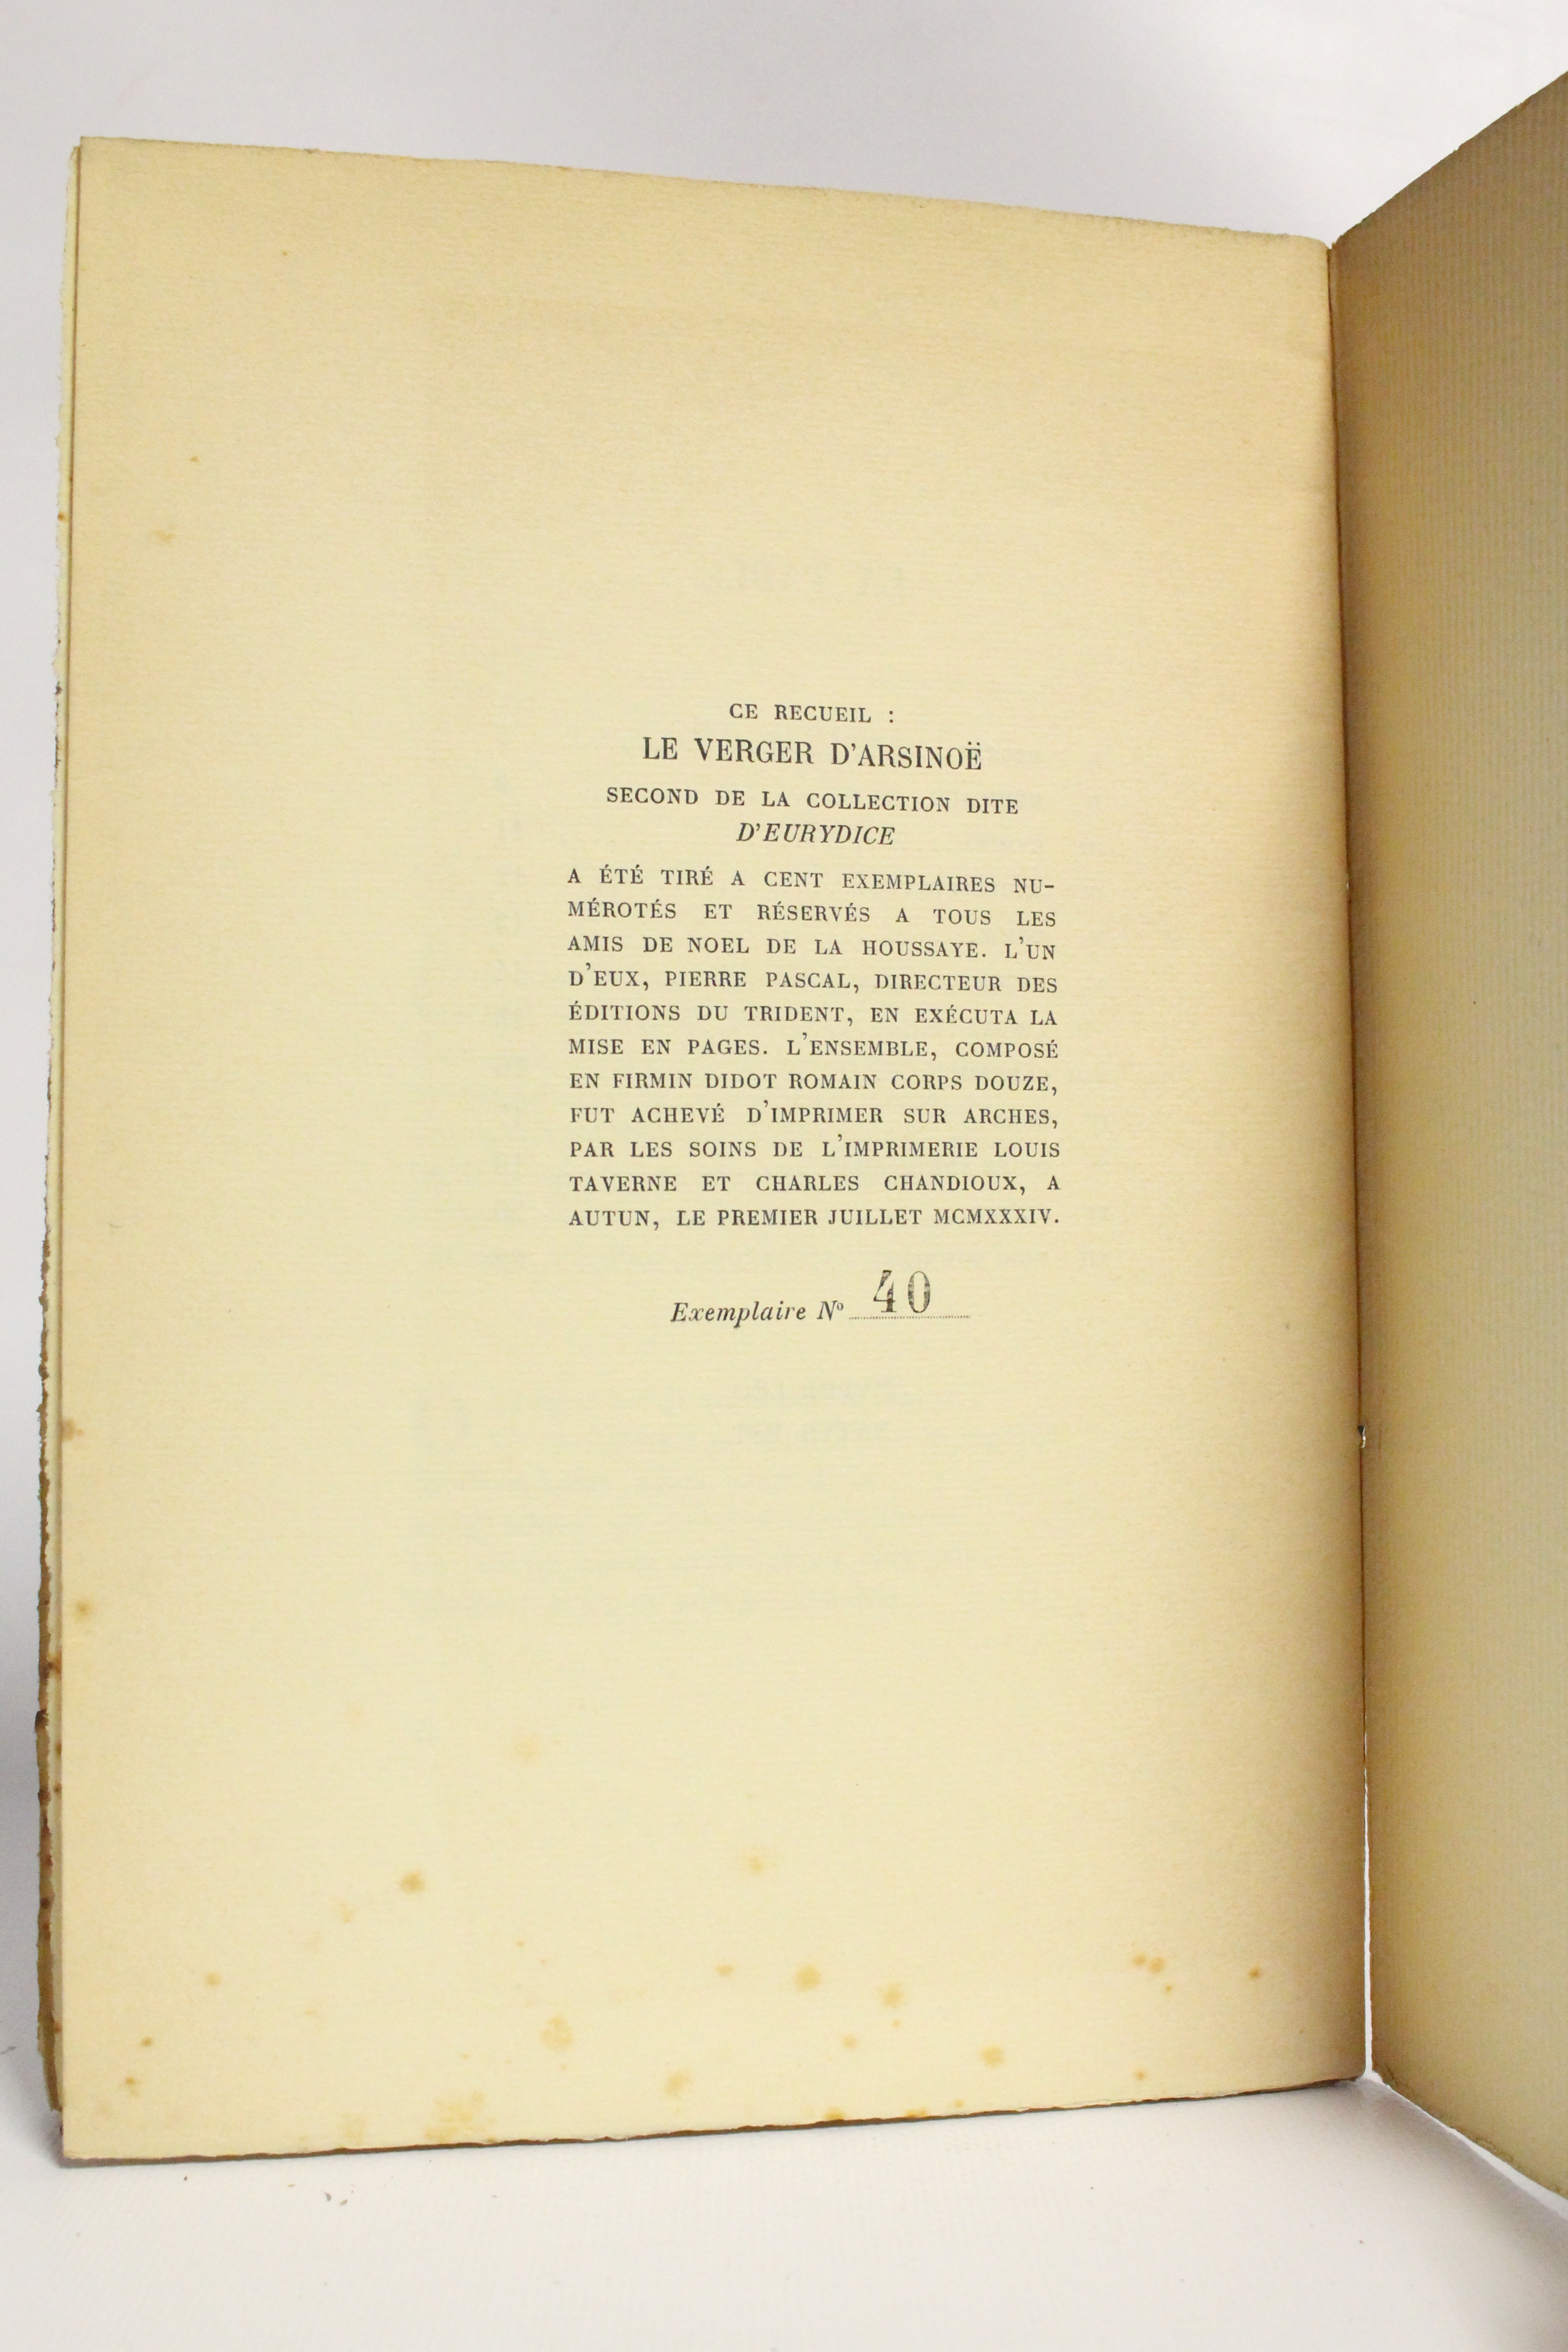 CE RECUEIL :
LE VERGER D'ARSINOË
SECOND DE LA COLLECTION DITE
D'EURYDICE
A ÉTÉ TIRÉ A CENT EXEMPLAIRES NU-
MÉROTÉS ET RÉSERVÉS A TOUS LES
AMIS DE NOEL DE LA HOUSSAYE. L'UN
D'EUX, PIERRE PASCAL, DIRECTEUR DES
ÉDITIONS DU TRIDENT, EN EXÉCUTA LA
MISE EN PAGES. L'ENSEMBLE, COMPOSÉ
EN FIRMIN DIDOT ROMAIN CORPS DOUZE,
FUT ACHEVÉ D'IMPRIMER SUR ARCHES,
PAR LES SOINS DE L'IMPRIMERIE LOUIS
TAVERNE ET CHARLES CHANDIOUX, A
AUTUN, LE PREMIER JUILLET MCMXXXIV.
Exemplaire Nº 40